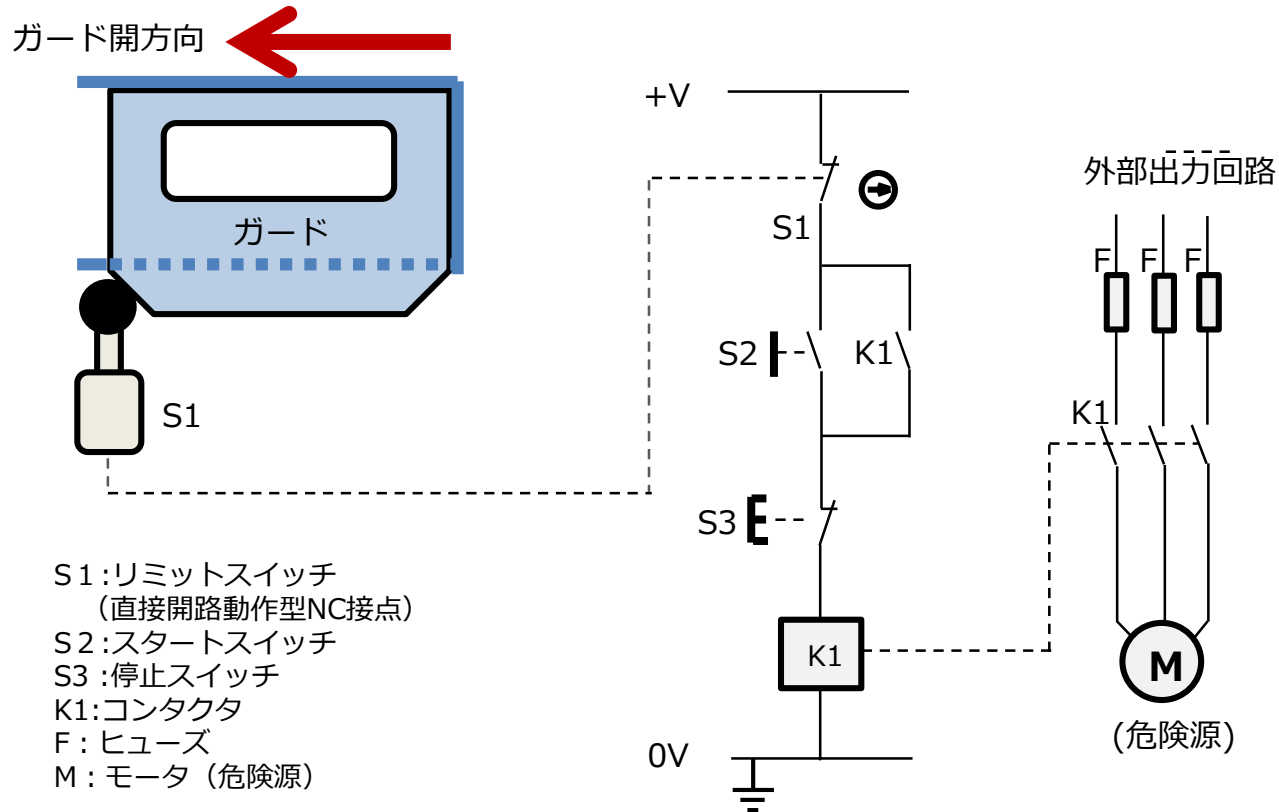 ガード開方向
ガード
S1
+V
S1
S2
K1
S3
K1
0V
外部出力回路
F
F
F
K1
M
(危険源)
S１:リミットスイッチ
（直接開路動作型NC接点）
S２:スタートスイッチ
S3 :停止スイッチ
K1:コンタクタ
F : ヒューズ
M : モータ（危険源）